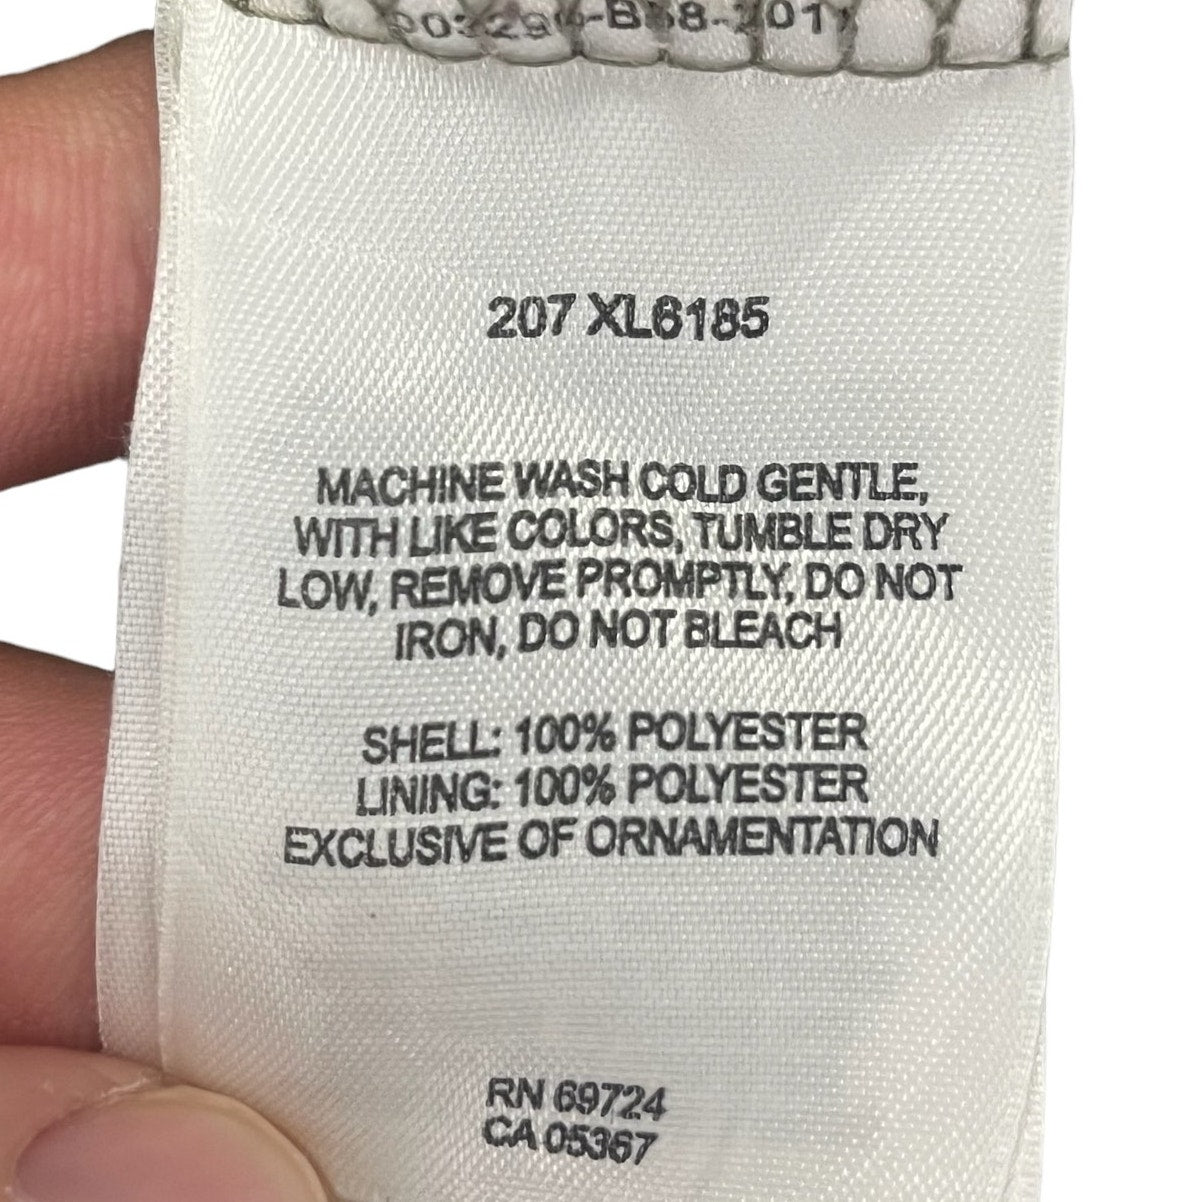 207 XL6185
MACHINE WASH COLD GENTLE,
WITH LIKE COLORS, TUMBLE DRY
LOW, REMOVE PROMPTLY, DO NOT
IRON, DO NOT BLEACH
SHELL: 100% POLYESTER
LINING: 100% POLYESTER
EXCLUSIVE OF ORNAMENTATION
RN 69724
CA 05367